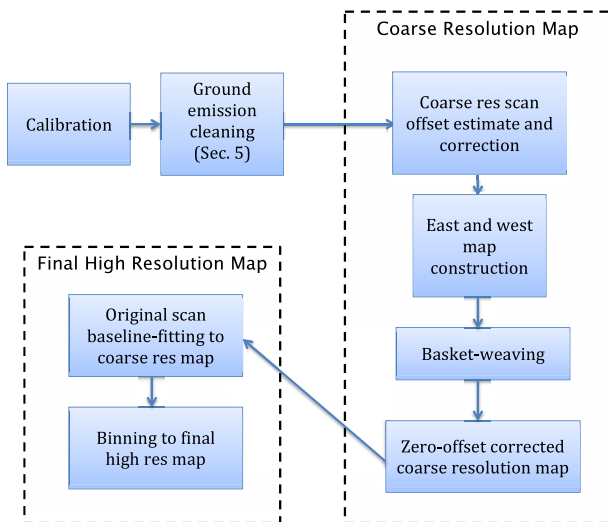 Calibration
Ground
emission
cleaning
(Sec. 5)
Coarse Resolution Map
Coarse res scan
offset estimate and
correction
East and west
map
construction
Basket-weaving
Zero-offset corrected
coarse resolution map
Final High Resolution Map
Original scan
baseline-fitting to
coarse res map
Binning to final
high res map